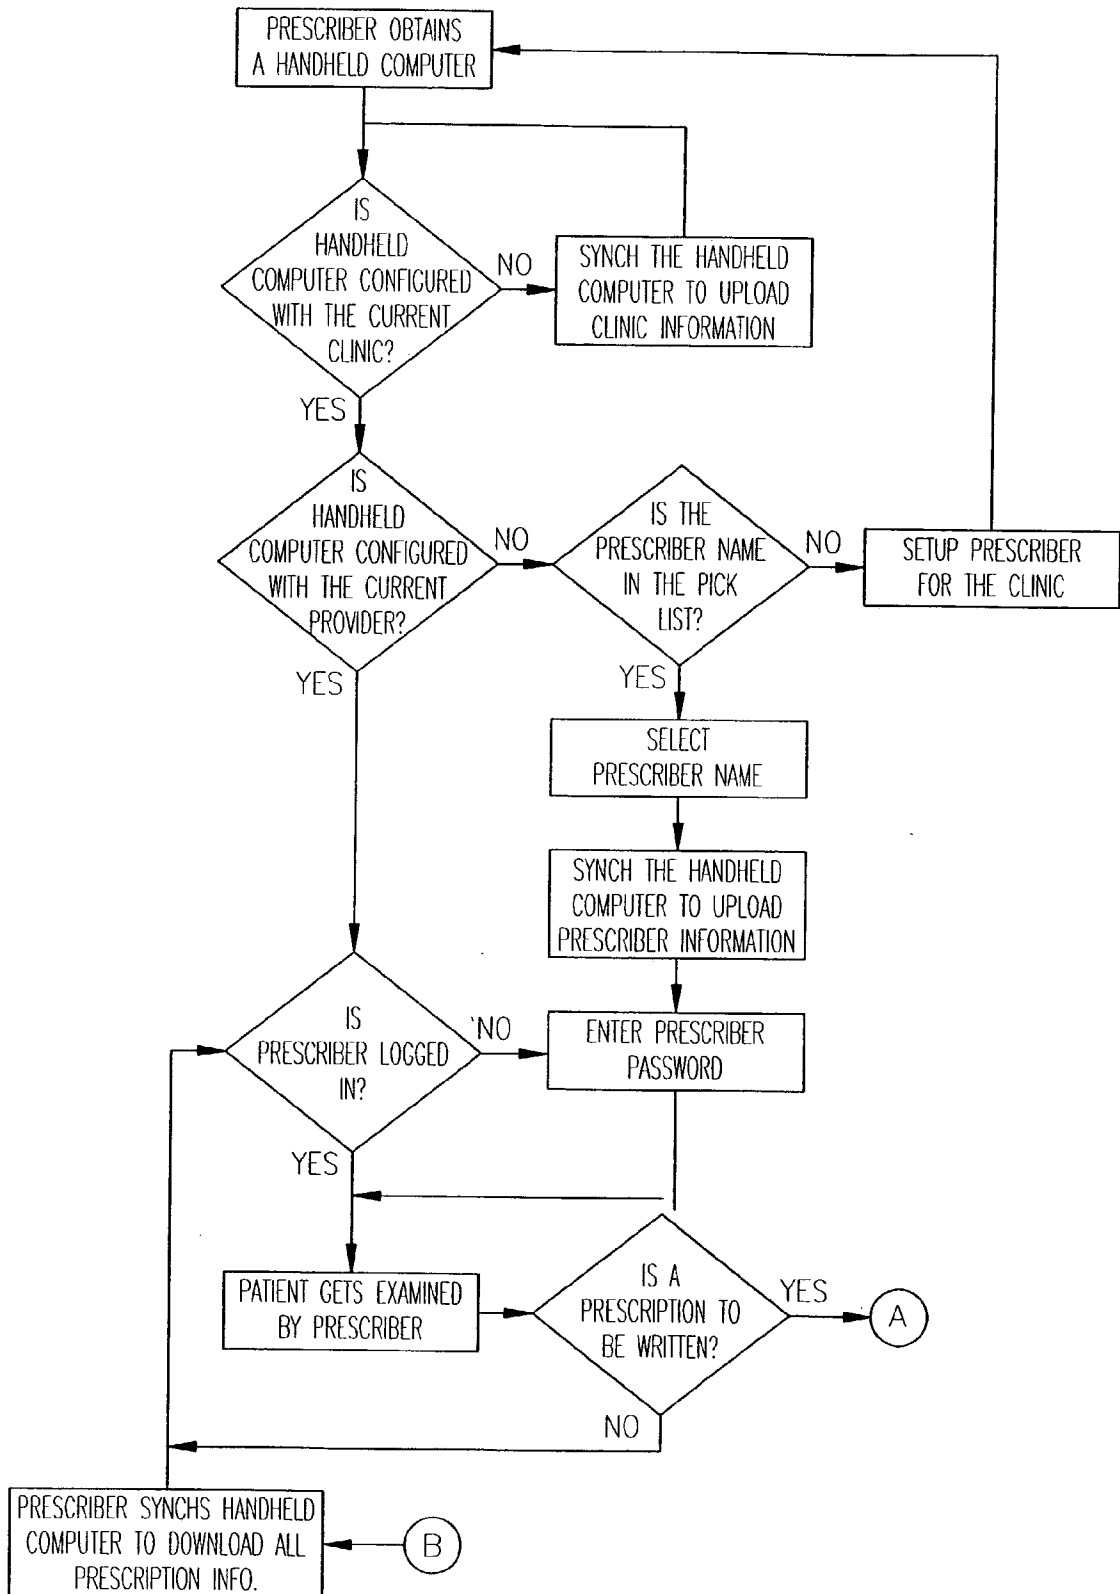 PRESCRIBER OBTAINS
A HANDHELD COMPUTER
IS
HANDHELD
COMPUTER CONFIGURED
WITH THE CURRENT
CLINIC?
NO
SYNCH THE HANDHELD
COMPUTER TO UPLOAD
CLINIC INFORMATION
YES
IS
HANDHELD
COMPUTER CONFIGURED
WITH THE CURRENT
PROVIDER?
NO
IS THE
PRESCRIBER NAME
IN THE PICK
LIST?
NO
SETUP PRESCRIBER
FOR THE CLINIC
YES
YES
SELECT
PRESCRIBER NAME
SYNCH THE HANDHELD
COMPUTER TO UPLOAD
PRESCRIBER INFORMATION
IS
PRESCRIBER LOGGED
IN?
NO
ENTER PRESCRIBER
PASSWORD
YES
PATIENT GETS EXAMINED
BY PRESCRIBER
IS A
PRESCRIPTION TO
BE WRITTEN?
YES
A
NO
PRESCRIBER SYNCHS HANDHELD
COMPUTER TO DOWNLOAD ALL
PRESCRIPTION INFO.
B